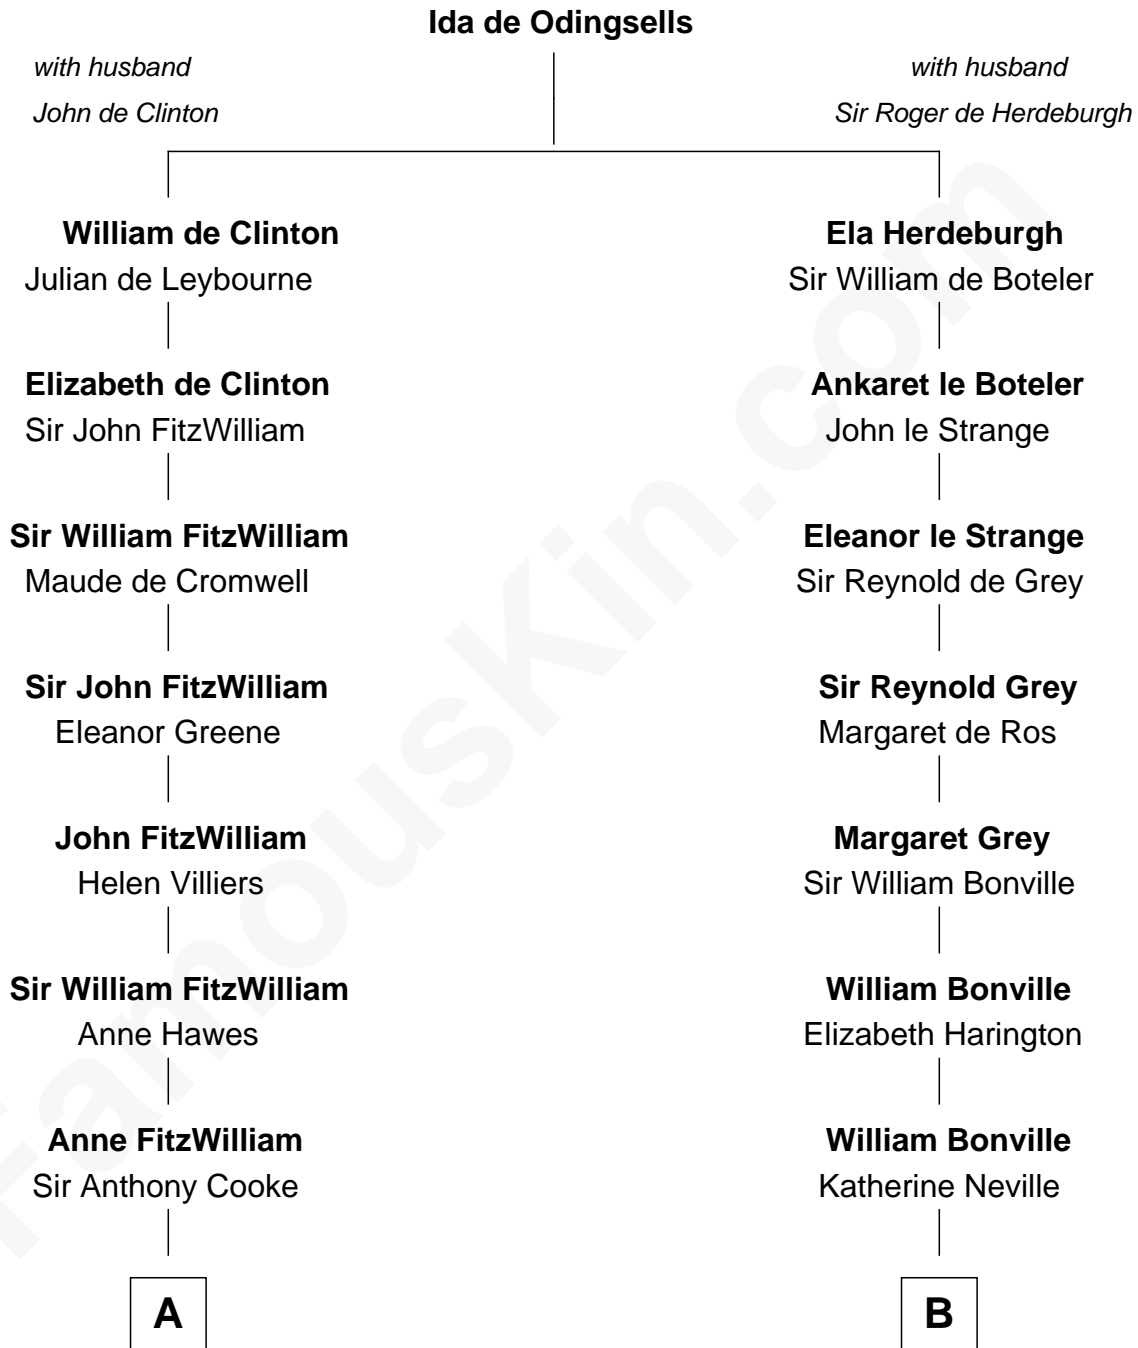 Ida de Odingsells
with husband
John de Clinton
with husband
Sir Roger de Herdeburgh
William de Clinton
Julian de Leybourne
Ela Herdeburgh
Sir William de Boteler
Elizabeth de Clinton
Sir John FitzWilliam
Ankaret le Boteler
John le Strange
Sir William FitzWilliam
Maude de Cromwell
Eleanor le Strange
Sir Reynold de Grey
Sir John FitzWilliam
Eleanor Greene
Sir Reynold Grey
Margaret de Ros
John FitzWilliam
Helen Villiers
Margaret Grey
Sir William Bonville
Sir William FitzWilliam
Anne Hawes
William Bonville
Elizabeth Harington
Anne FitzWilliam
Sir Anthony Cooke
William Bonville
Katherine Neville
A
B
FamousKin.com